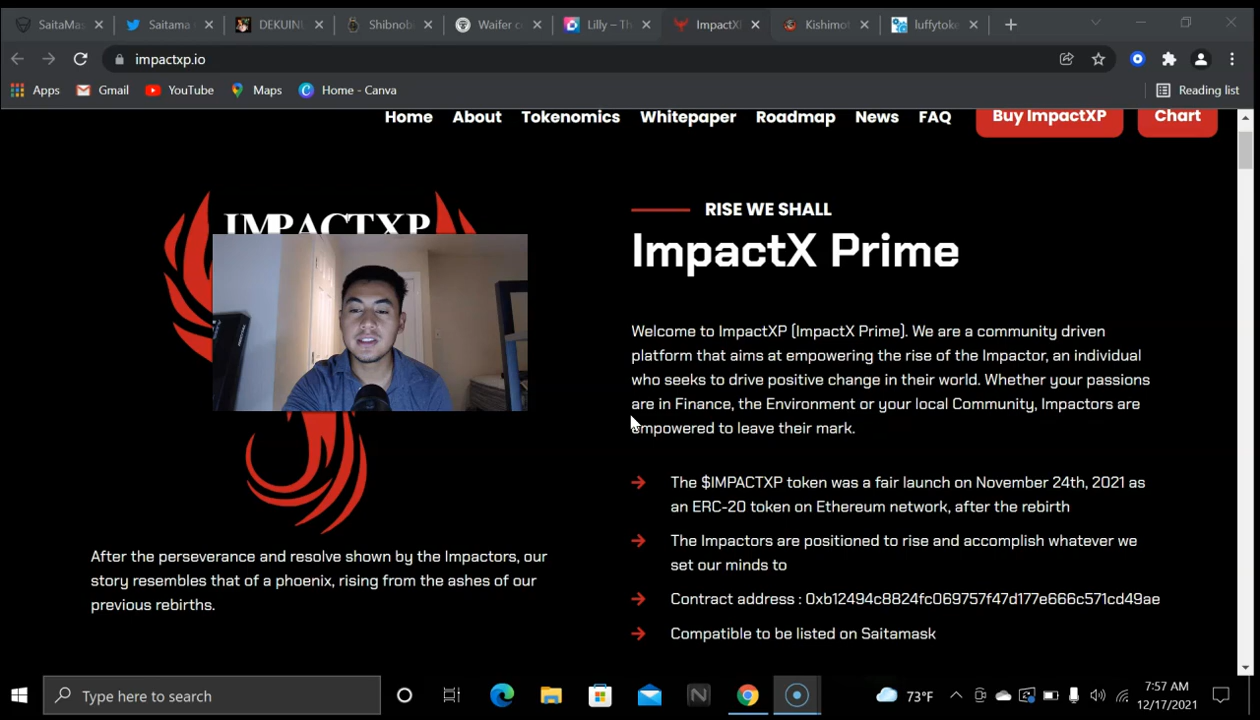 SaitaMa
Saitama
DEKUINU
Shibnob
Waifer c
Lilly – Th
ImpactX
Kishimot
luffytoke
impactxp.io
Apps
Gmail
YouTube
Maps
Home - Canva
Reading list
Home
About
Tokenomics
Whitepaper
Roadmap
News
FAQ
Buy ImpactXP
Chart
IMPACTXP
After the perseverance and resolve shown by the Impactors, our
story resembles that of a phoenix, rising from the ashes of our
previous rebirths.
RISE WE SHALL
ImpactX Prime
Welcome to ImpactXP (ImpactX Prime). We are a community driven
platform that aims at empowering the rise of the Impactor, an individual
who seeks to drive positive change in their world. Whether your passions
are in Finance, the Environment or your local Community, Impactors are
empowered to leave their mark.
The $IMPACTXP token was a fair launch on November 24th, 2021 as
an ERC-20 token on Ethereum network, after the rebirth
The Impactors are positioned to rise and accomplish whatever we
set our minds to
Contract address : 0xb12494c8824fc069757f47d177e666c571cd49ae
Compatible to be listed on Saitamask
Type here to search
73°F
7:57 AM
12/17/2021